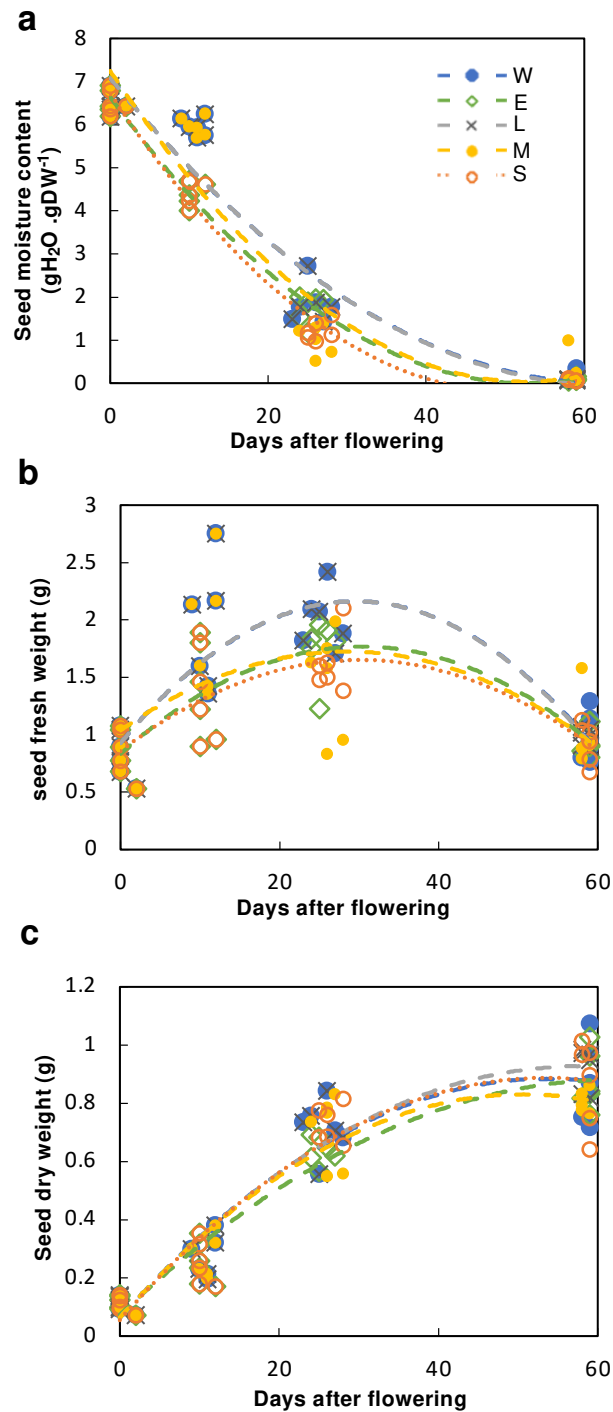 a
8
7
6
5
4
3
2
1
0
Seed moisture content
(gH₂O .gDW⁻¹)
W
E
L
M
S
0
20
40
60
Days after flowering
b
3
2.5
2
1.5
1
0.5
0
seed fresh weight (g)
0
20
40
60
Days after flowering
c
1.2
1
0.8
0.6
0.4
0.2
0
Seed dry weight (g)
0
20
40
60
Days after flowering